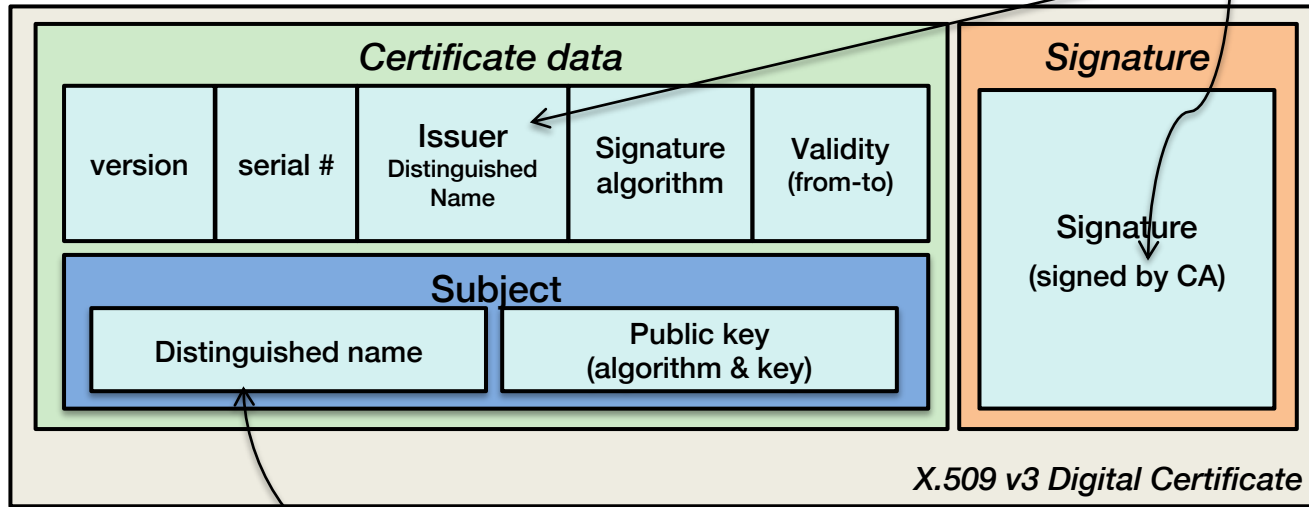 Certificate data
Signature
version
serial #
Issuer
Distinguished
Name
Signature
algorithm
Validity
(from-to)
Signature
(signed by CA)
Subject
Distinguished name
Public key
(algorithm & key)
X.509 v3 Digital Certificate